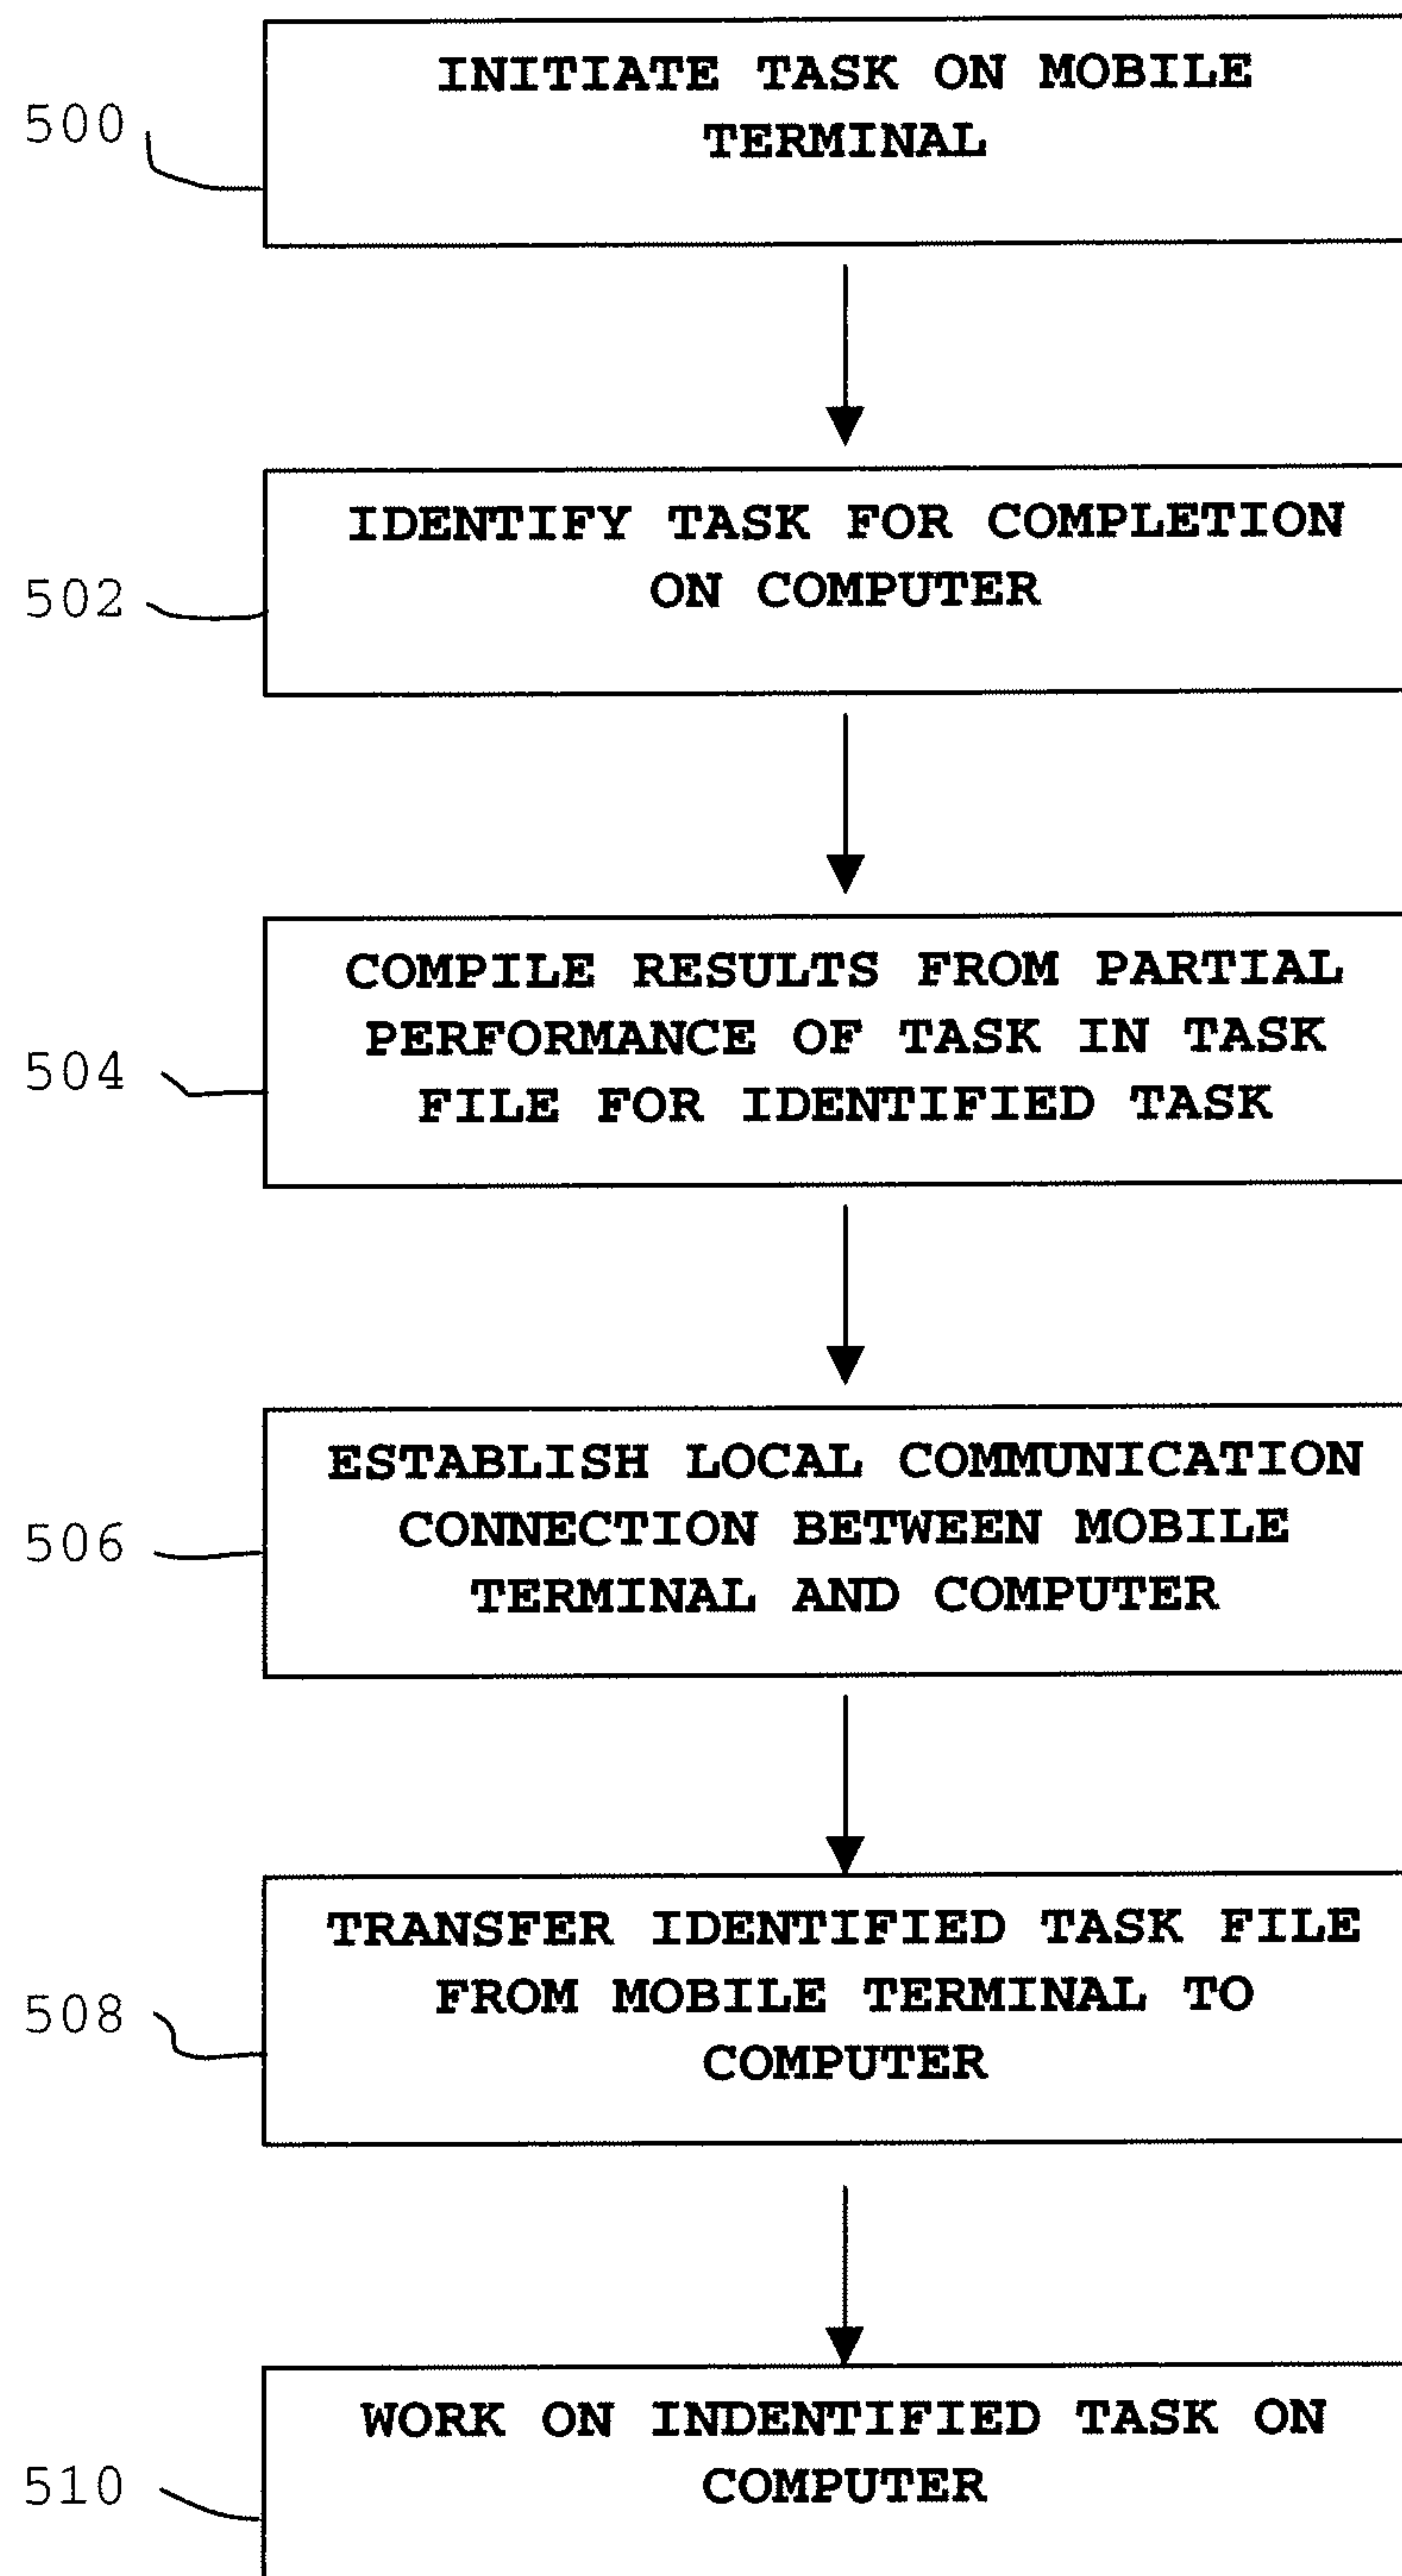 INITIATE TASK ON MOBILE
TERMINAL
500
IDENTIFY TASK FOR COMPLETION
ON COMPUTER
502
COMPILE RESULTS FROM PARTIAL
PERFORMANCE OF TASK IN TASK
FILE FOR IDENTIFIED TASK
504
ESTABLISH LOCAL COMMUNICATION
CONNECTION BETWEEN MOBILE
TERMINAL AND COMPUTER
506
TRANSFER IDENTIFIED TASK FILE
FROM MOBILE TERMINAL TO
COMPUTER
508
WORK ON INDENTIFIED TASK ON
COMPUTER
510